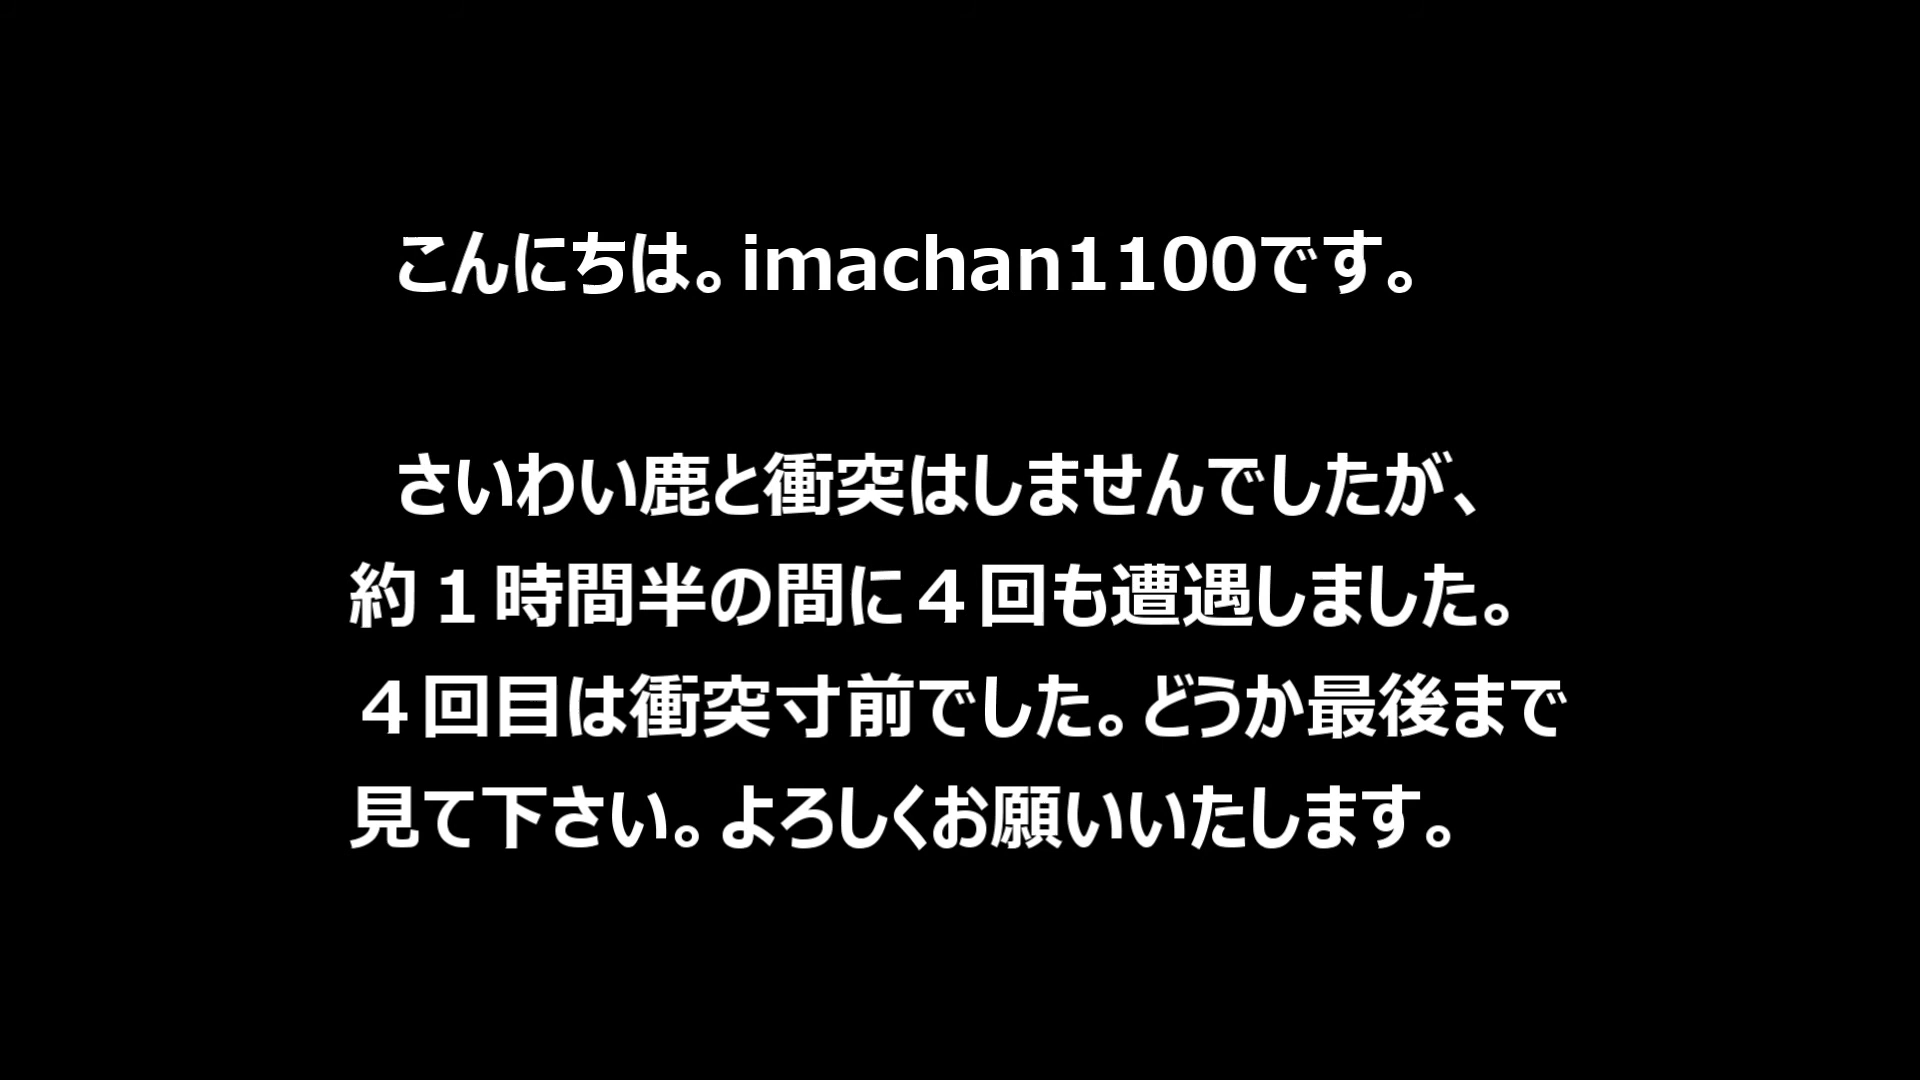 こんにちは。imachan1100です。
さいわい鹿と衝突はしませんでしたが、
約１時間半の間に４回も遭遇しました。
４回目は衝突寸前でした。どうか最後まで
見て下さい。よろしくお願いいたします。